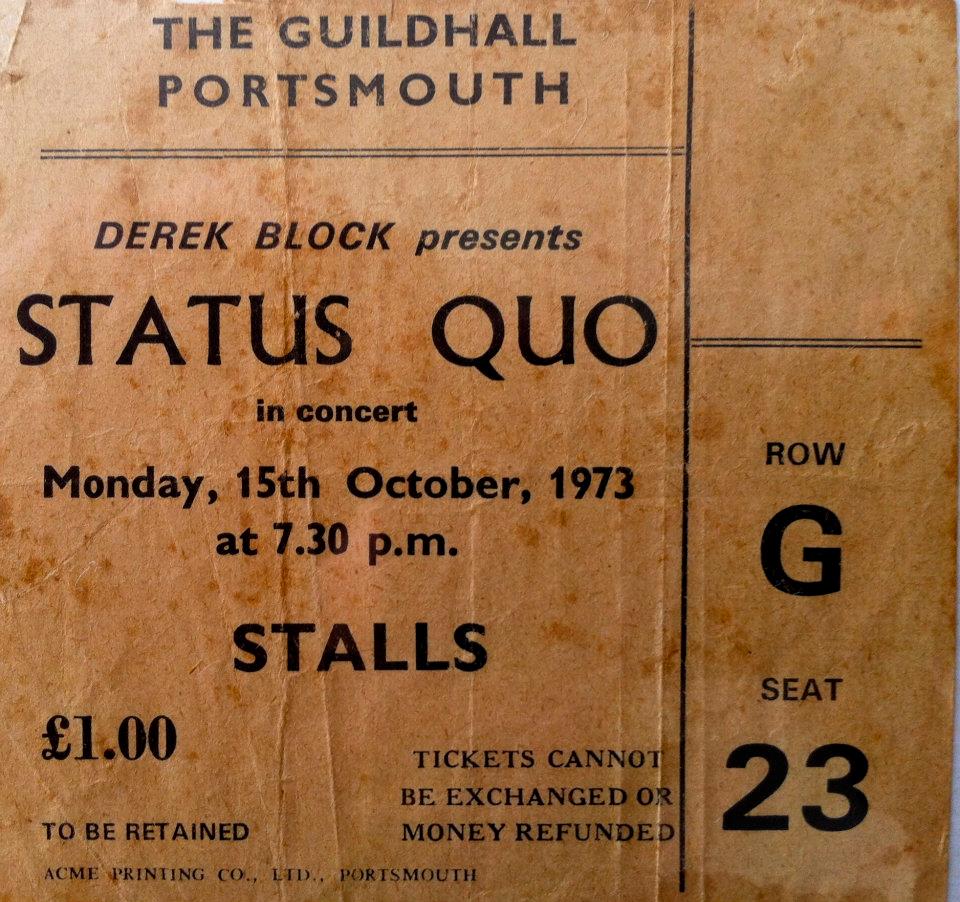 THE GUILDHALL
PORTSMOUTH
DEREK BLOCK presents
STATUS QUO
in concert
Monday, 15th October, 1973
at 7.30 p.m.
STALLS
£1.00
TO BE RETAINED
TICKETS CANNOT
BE EXCHANGED OR
MONEY REFUNDED
ACME PRINTING CO., LTD., PORTSMOUTH
ROW
G
SEAT
23